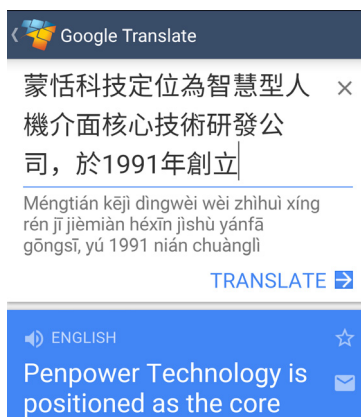 Google Translate
蒙恬科技定位為智慧型人
機介面核心技術研發公
司，於1991年創立
Méngtián kējì dìngwèi wèi zhìhuì xíng
rén jī jièmiàn héxīn jìshù yánfā
gōngsī, yú 1991 nián chuànglì
TRANSLATE
ENGLISH
Penpower Technology is
positioned as the core